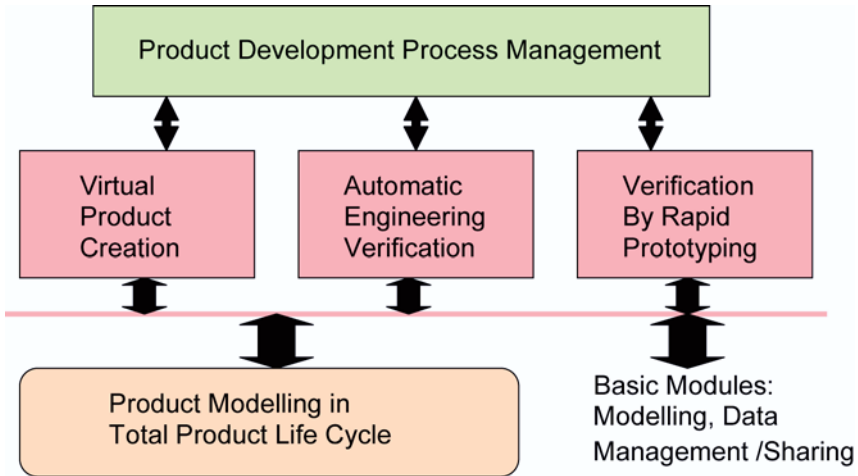 Product Development Process Management
Virtual
Product
Creation
Automatic
Engineering
Verification
Verification
By Rapid
Prototyping
Product Modelling in
Total Product Life Cycle
Basic Modules:
Modelling, Data
Management /Sharing